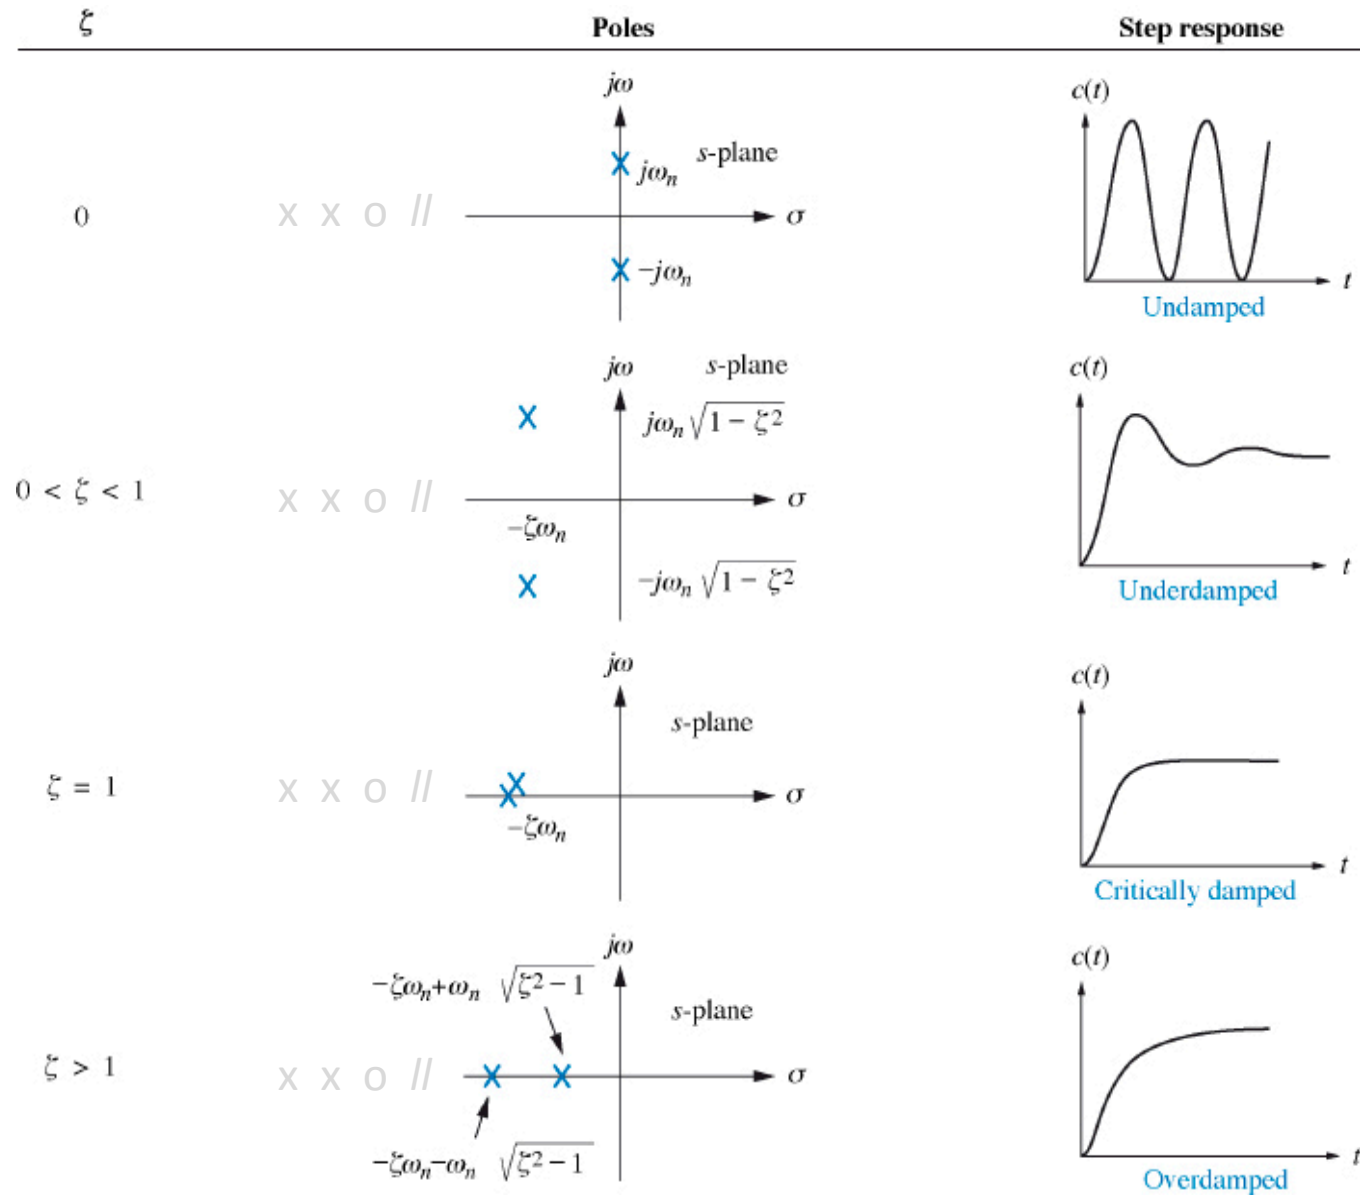 ζ Poles Step response
jω
c(t)
s-plane
jωₙ
0
x x o //
σ
−jωₙ
t
Undamped
jω
s-plane
c(t)
jωₙ √1 − ζ²
0 < ζ < 1
x x o //
σ
−ζωₙ
−jωₙ √1 − ζ²
t
Underdamped
jω
c(t)
s-plane
ζ = 1
x x o //
σ
−ζωₙ
t
Critically damped
jω
c(t)
−ζωₙ+ωₙ √ζ² − 1
s-plane
ζ > 1
x x o //
σ
−ζωₙ−ωₙ √ζ² − 1
t
Overdamped